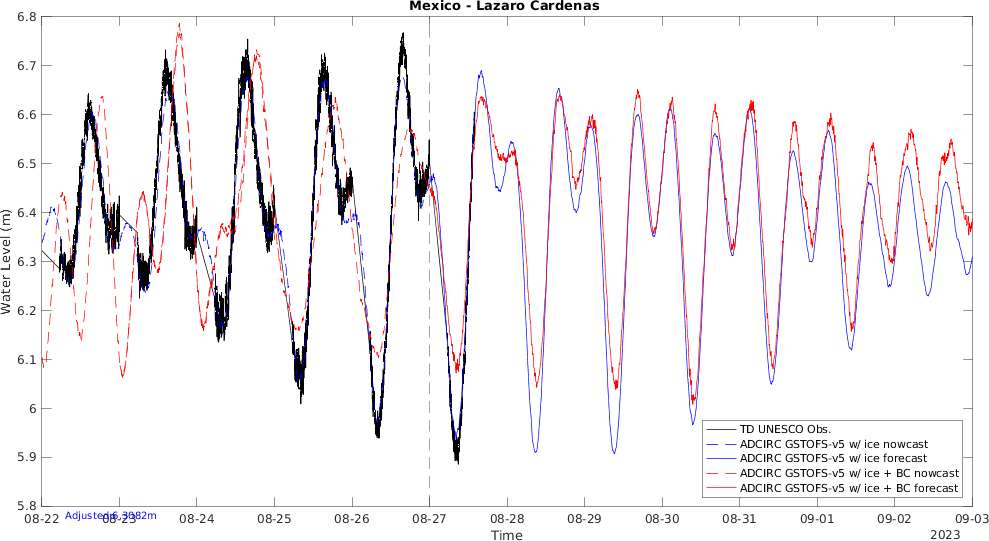 Mexico - Lazaro Cardenas
6.8
6.7
6.6
6.5
6.4
6.3
6.2
6.1
6
5.9
5.8
Water Level (m)
TD UNESCO Obs.
ADCIRC GSTOFS-v5 w/ ice nowcast
ADCIRC GSTOFS-v5 w/ ice forecast
ADCIRC GSTOFS-v5 w/ ice + BC nowcast
ADCIRC GSTOFS-v5 w/ ice + BC forecast
08-22 08-23 08-24 08-25 08-26 08-27 08-28 08-29 08-30 08-31 09-01 09-02 09-03
Adjusted 6.3082m
Time
2023